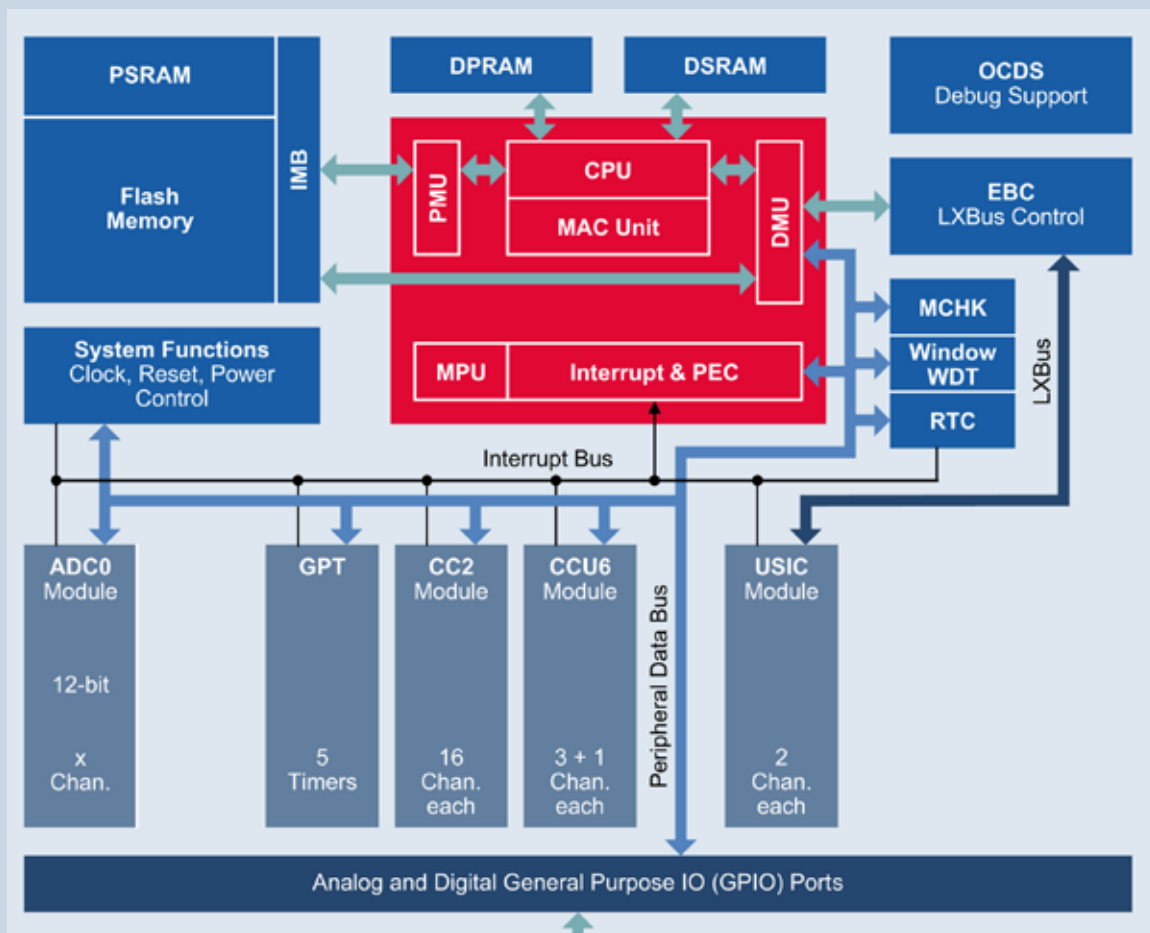 PSRAM
Flash
Memory
IMB
DPRAM
DSRAM
OCDS
Debug Support
PMU
CPU
MAC Unit
DMU
EBC
LXBus Control
MPU
Interrupt & PEC
MCHK
Window
WDT
RTC
LXBus
System Functions
Clock, Reset, Power
Control
Interrupt Bus
ADC0
Module
12-bit
x
Chan.
GPT
5
Timers
CC2
Module
16
Chan.
each
CCU6
Module
3 + 1
Chan.
each
Peripheral Data Bus
USIC
Module
2
Chan.
each
Analog and Digital General Purpose IO (GPIO) Ports